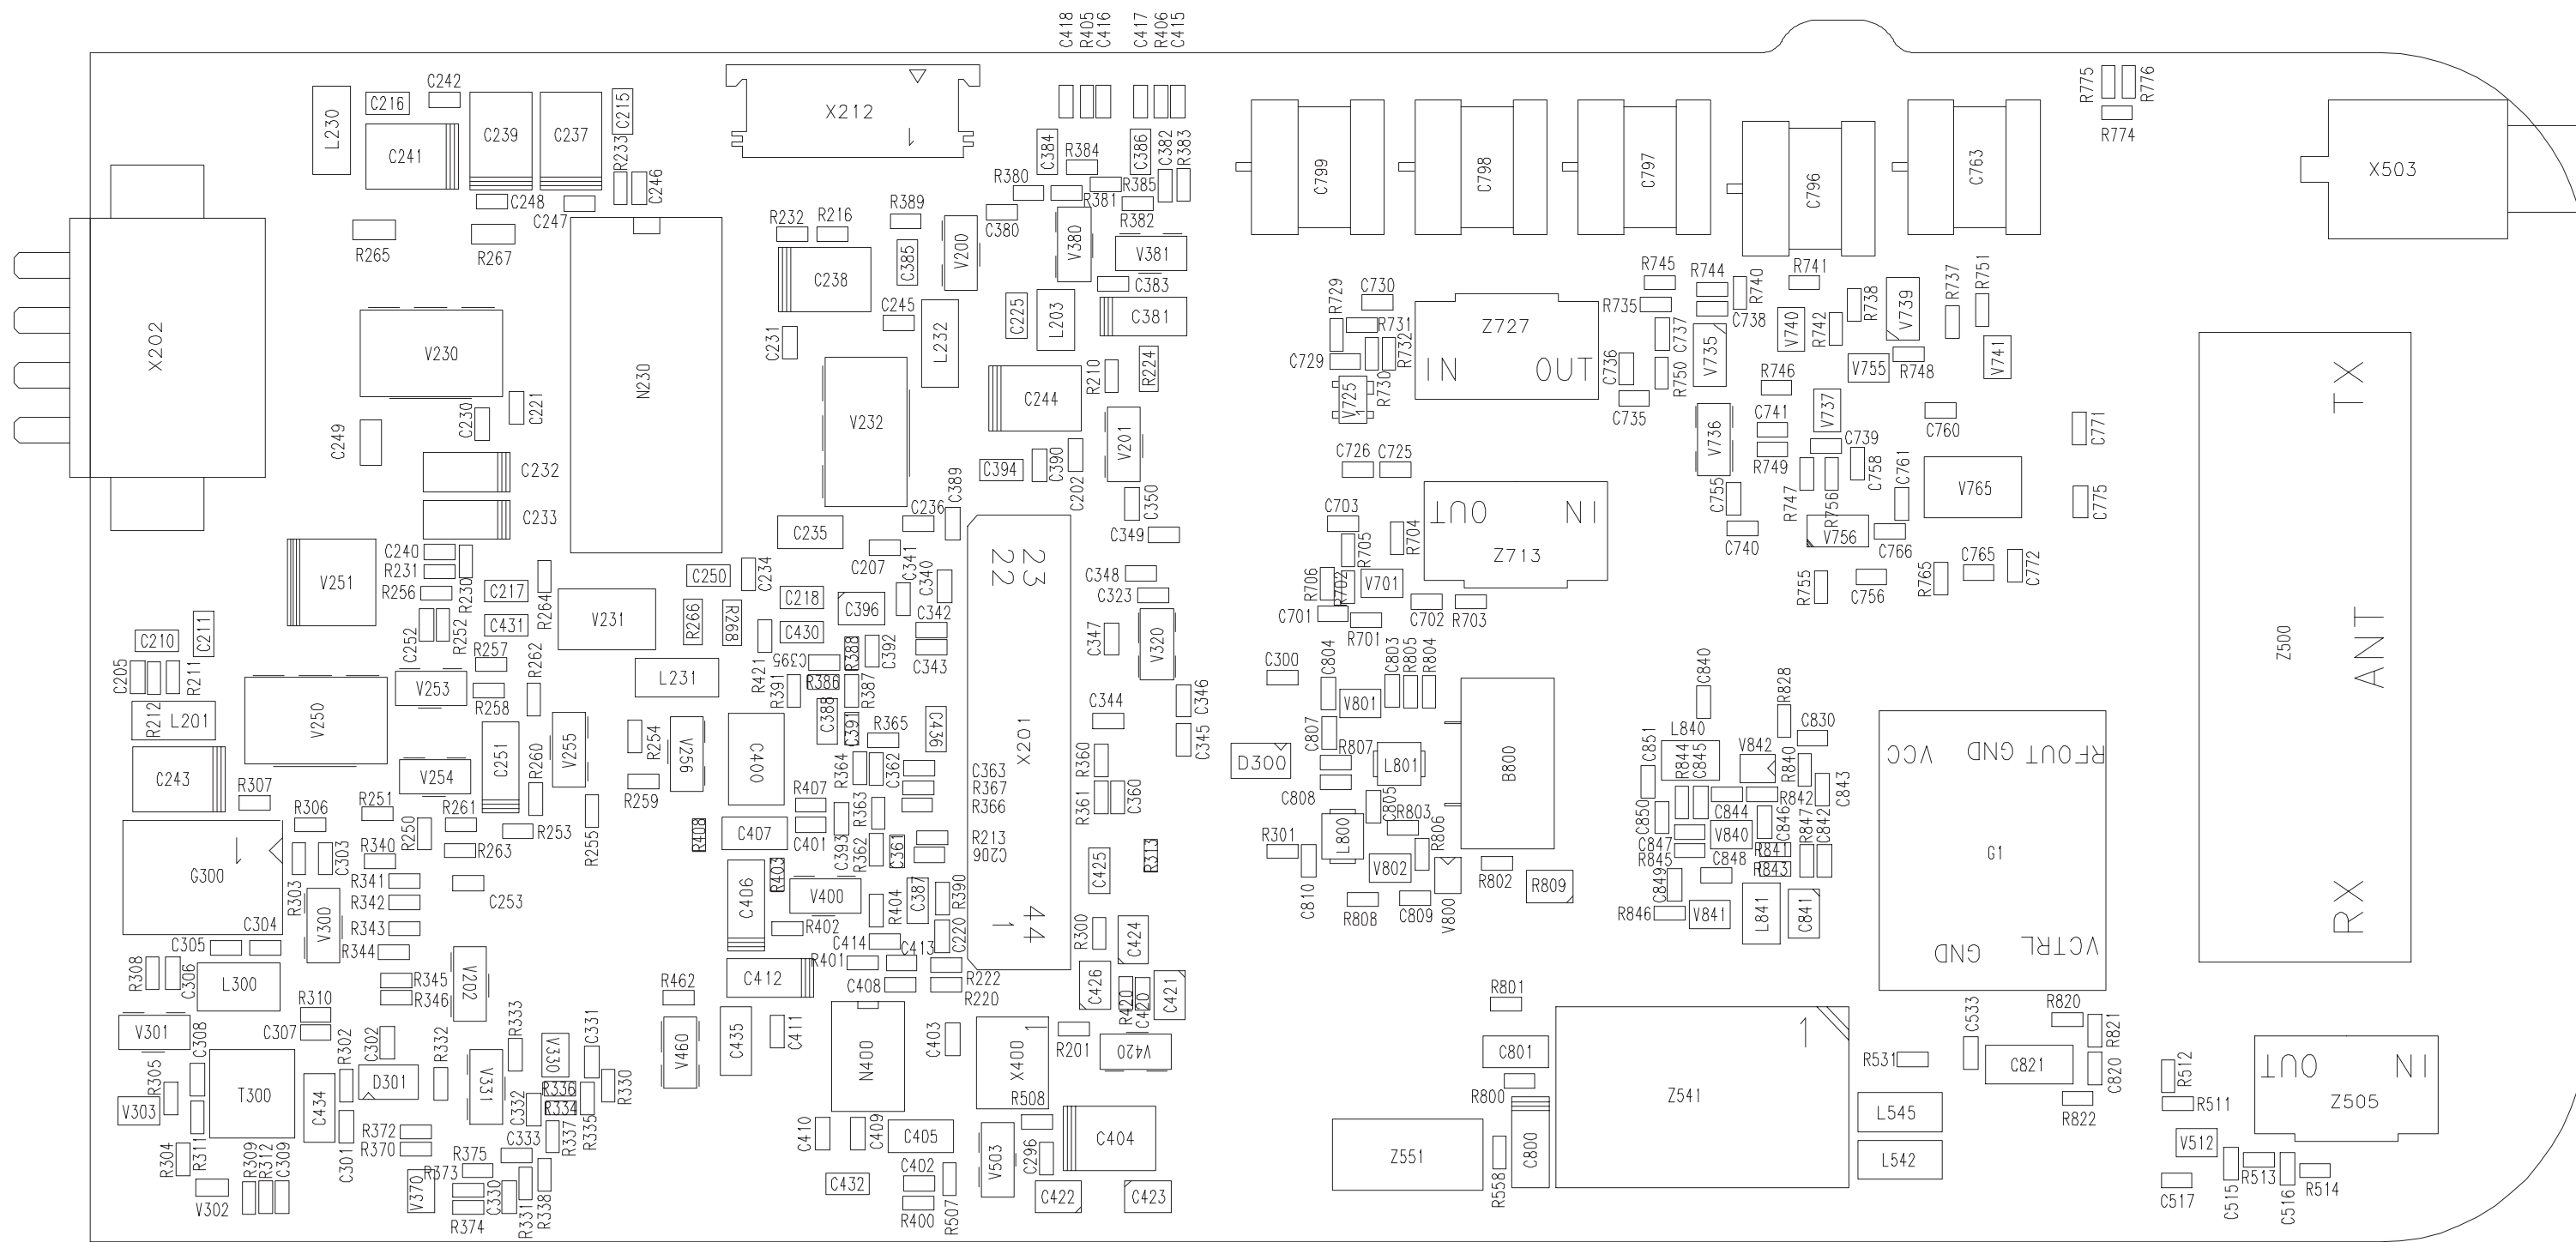 C418 R405 C416 C417 R406 C415
C242 C216 C215 L230 C239 C237 C241 R233 C246 C248 C247
X212 1
C384 R384 C386 C382 R383 R380 R385 R381 R382
C799 C798 C797 C796 C763
R775 R776 R774 X503
R265 R267 R232 R216 R389 C380 C385 V200 V380 V381 C383
C238 C245 C225 L203 C381 C231 L232
X202 V230 N230 V232 R210 R224 C244 V201
R729 C730 R731 R732 C729 R730 V725 1
Z727 IN OUT
R745 R744 R740 R741 R735 C738 C737 V735 C736 R750 C735
V740 R742 R738 V739 R737 R751 V755 R748 V741 R746
C741 V737 C739 R749 V736 C758 C761 C760 C771
C230 C221 C249 C232 C233
C394 C390 C202 C350 C389 C236 C235 C349
C726 C725 C703 R704 R705
OUT IN Z713
C755 C740 R747 R756 V756 C766 V765 C775
R755 C756 R765 C765 C772
C240 R231 R256 R230 V251 C217 C431 R264 V231
C250 C234 R266 R268 C218 C430 C396 C207 C341 C340 C342 C343
23 22
C348 C323 C347 V320
R706 R702 V701 C701 R701 C702 R703
TX ANT RX Z500
C210 C211 C205 R211 R212 L201 C243
C252 R252 R257 V253 R258 R262 V250 V254 C251 R260 V255
L231 R421 C395 R388 C392 R391 R386 R387 C388 C391 R365 C436
X201
C344 C346 C345
C300 C804 C803 R805 R804 V801 C807 R807 L801 C808 C805 R803 R806 L800 V802 B800
D300 R301 C810 R808 C809 V800 R802 R809
C840 R828 C830 L840 V842 C851 R844 C845 R840 C843 R842 C844 C850 V840 C846 R847 C842
C847 R845 C848 R841 R843 C849 R846 V841 L841 C841
VCC GND RFOUT G1 GND VCTRL
R254 V256 R259 C400 R364 C362 C363 R367 R366 R360 R361 C360
R307 R306 R251 R250 R261 R253 R255 R263 R340 R341 R342 R343 R344 C253
G300 1 R303 C303 V300 C304 C305
R408 C407 R407 C401 C393 R363 R362 C361 R213 C206
C406 R403 V400 R402 R404 C387 R390 C220
C425 R313 R300 C424
44 1
C414 C413 R401 R222 R220 C408 C412
R308 C306 L300 R310 C307 R345 R346 V202
C426 R420 C420 C421 V420
V301 C308 R302 C302 R332 R333 V330 C331 R462 V460 C435 C411
N400 C403 X400 1 R201 R508
R305 V303 T300 C434 D301 V331 R336 R334 C332 R337 R335 R330
R304 R311 R309 R312 C309 C301 R372 R370 R375 C333 R373 V370 R374 C330 R331 R338 V302
C410 C409 C405 C402 C432 R400 R507 V503 C296 C404 C422 C423
R801 C801 R800 Z551 R558 C800 Z541 1
R531 L545 L542 C533 C821 R820 R821 C820 R822
R512 R511 V512 C517 C515 R513 C516 R514
OUT IN Z505